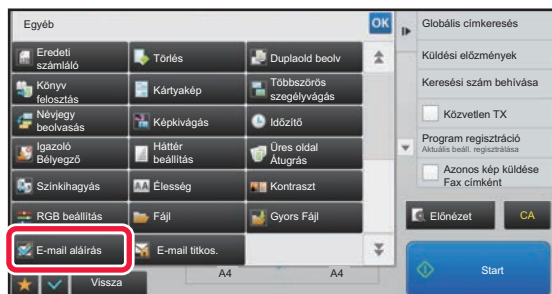 Egyéb
OK
Eredeti
számláló
Törlés
Duplaold beolv
Könyv
felosztás
Kártyakép
Többszörös
szegélyvágás
Névjegy
beolvasás
Képkivágás
Időzítő
Igazoló
Bélyegző
Háttér
beállítás
Üres oldal
Átugrás
Színkihagyás
AA Élesség
Kontraszt
RGB beállítás
Fájl
Gyors Fájl
E-mail aláírás
E-mail titkos.
Vissza
A4
A4
Globális címkeresés
Küldési előzmények
Keresési szám behívása
Közvetlen TX
Program regisztráció
Aktuális beáll. regisztrálása
Azonos kép küldése
Fax címként
Előnézet
CA
Start